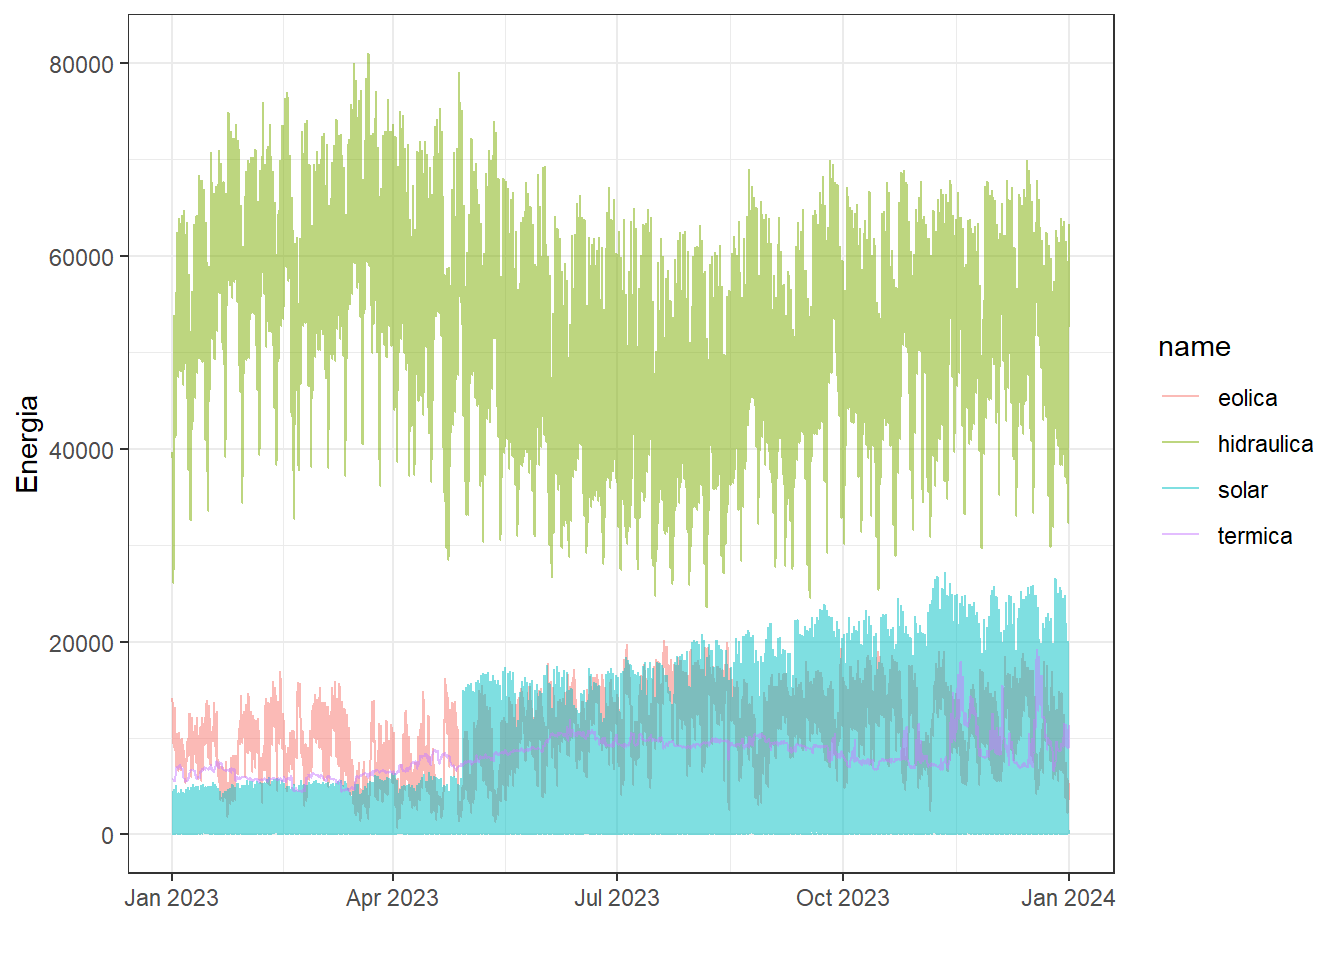 80000
60000
40000
20000
0
Energia
Jan 2023
Apr 2023
Jul 2023
Oct 2023
Jan 2024
name
eolica
hidraulica
solar
termica